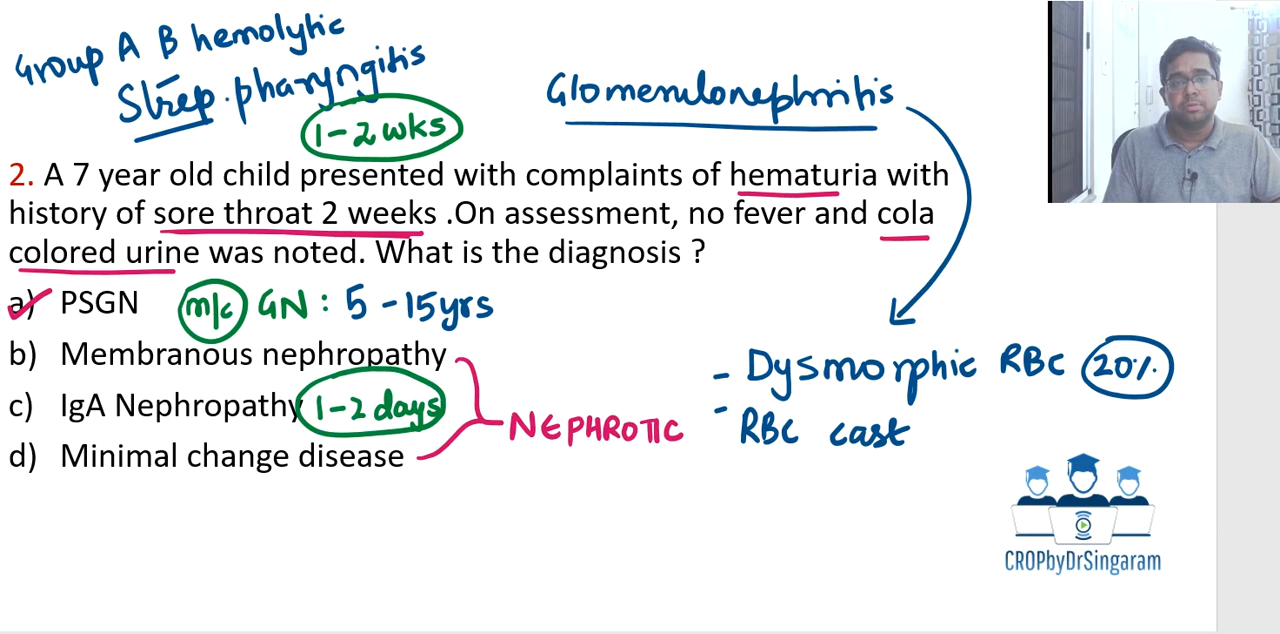 Group A B hemolytic
Strep. pharyngitis
1-2 wks
Glomerulonephritis
2. A 7 year old child presented with complaints of hematuria with
history of sore throat 2 weeks .On assessment, no fever and cola
colored urine was noted. What is the diagnosis ?
a) PSGN m/c GN : 5 -15yrs
b) Membranous nephropathy
c) IgA Nephropathy 1-2 days
d) Minimal change disease
NEPHROTIC
- Dysmorphic RBC 20%
- RBC cast
CROPbyDrSingaram